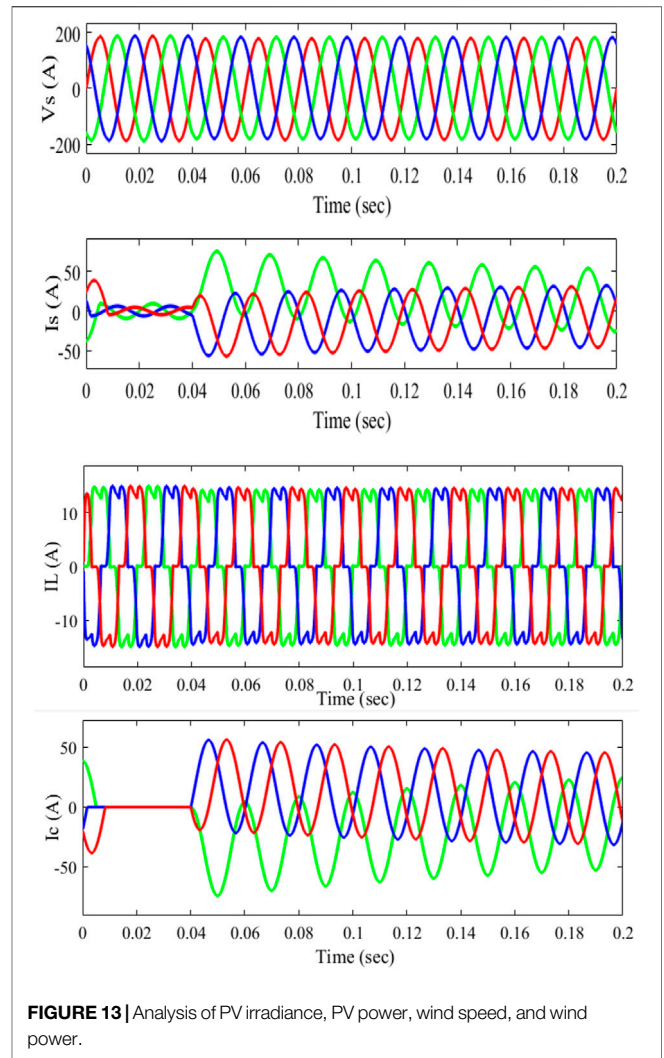 Vs (A)
200
0
-200
0 0.02 0.04 0.06 0.08 0.1 0.12 0.14 0.16 0.18 0.2
Time (sec)
Is (A)
50
0
-50
0 0.02 0.04 0.06 0.08 0.1 0.12 0.14 0.16 0.18 0.2
Time (sec)
IL (A)
10
0
-10
0 0.02 0.04 0.06 0.08 0.1 0.12 0.14 0.16 0.18 0.2
Time (sec)
Ic (A)
50
0
-50
0 0.02 0.04 0.06 0.08 0.1 0.12 0.14 0.16 0.18 0.2
Time (sec)
FIGURE 13 | Analysis of PV irradiance, PV power, wind speed, and wind
power.